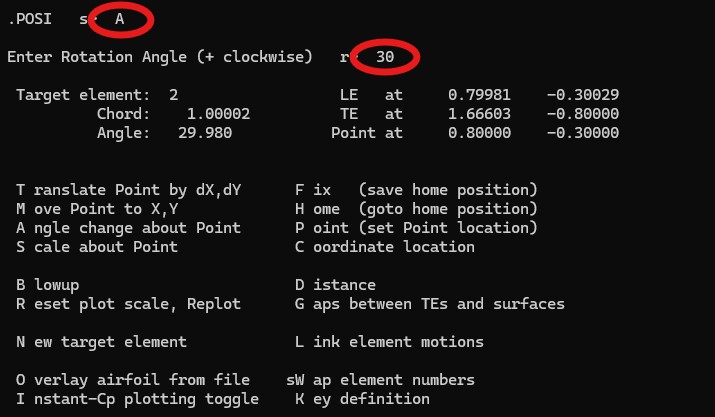 .POSI   s>  A
Enter Rotation Angle (+ clockwise)   r>  30
Target element:  2                  LE   at     0.79981    -0.30029
Chord:    1.00002          TE   at     1.66603    -0.80000
Angle:   29.980           Point at     0.80000    -0.30000
T ranslate Point by dX,dY      F ix   (save home position)
M ove Point to X,Y             H ome  (goto home position)
A ngle change about Point      P oint (set Point location)
S cale about Point             C oordinate location
B lowup                        D istance
R eset plot scale, Replot      G aps between TEs and surfaces
N ew target element            L ink element motions
O verlay airfoil from file    sW ap element numbers
I nstant-Cp plotting toggle    K ey definition